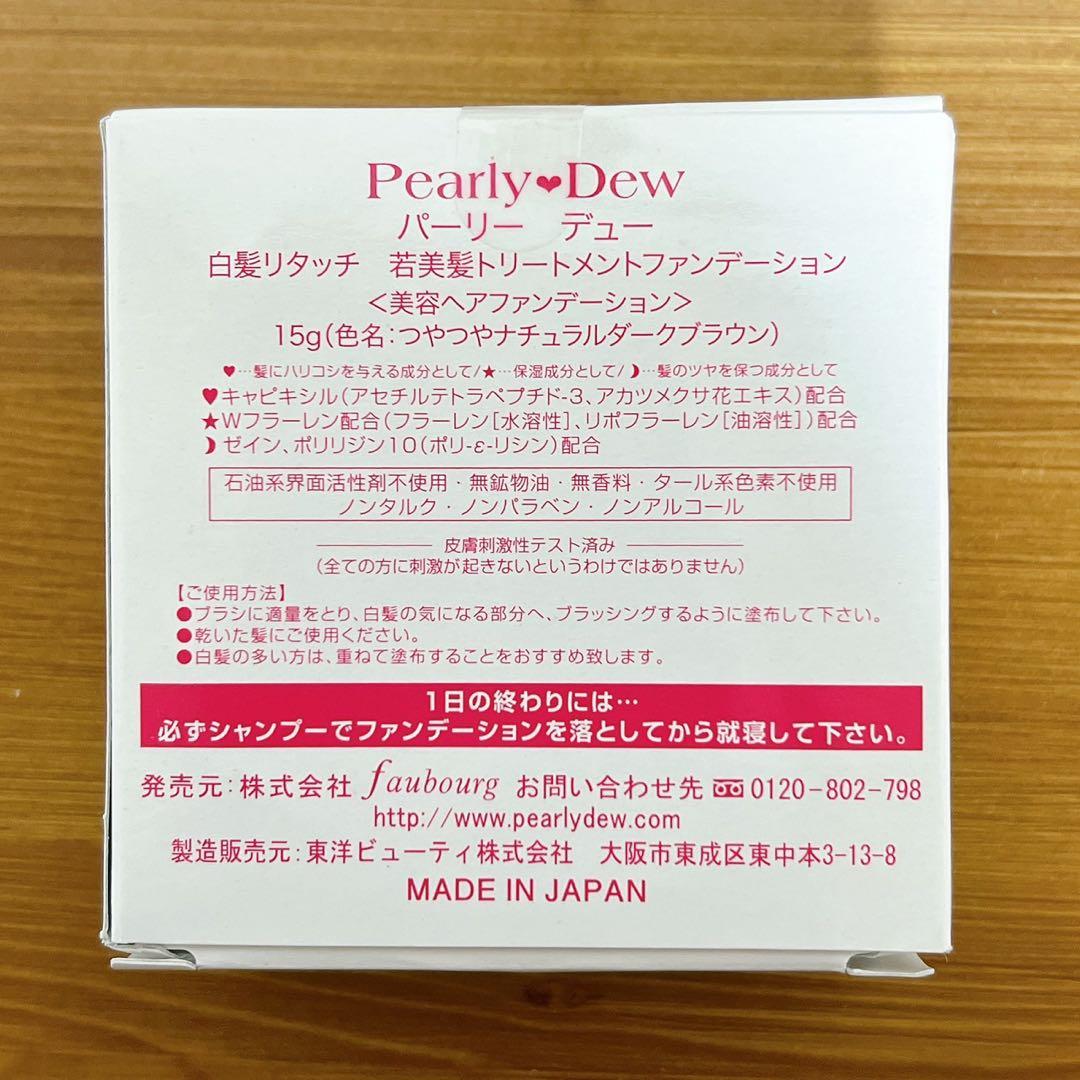 Pearly♥Dew
パーリー デュー
白髪リタッチ 若美髪トリートメントファンデーション
<美容ヘアファンデーション>
15g(色名:つやつやナチュラルダークブラウン)
♥…髪にハリコシを与える成分として/★…保湿成分として/☽…髪のツヤを保つ成分として
♥キャピキシル(アセチルテトラペプチド-3、アカツメクサ花エキス)配合
★Wフラーレン配合(フラーレン[水溶性]、リポフラーレン[油溶性])配合
☽ゼイン、ポリリジン10(ポリ-ε-リシン)配合
石油系界面活性剤不使用・無鉱物油・無香料・タール系色素不使用
ノンタルク・ノンパラベン・ノンアルコール
皮膚刺激性テスト済み
(全ての方に刺激が起きないというわけではありません)
【ご使用方法】
●ブラシに適量をとり、白髪の気になる部分へ、ブラッシングするように塗布して下さい。
●乾いた髪にご使用ください。
●白髪の多い方は、重ねて塗布することをおすすめ致します。
1日の終わりには…
必ずシャンプーでファンデーションを落としてから就寝して下さい。
発売元:株式会社 faubourg お問い合わせ先 0120-802-798
http://www.pearlydew.com
製造販売元:東洋ビューティ株式会社 大阪市東成区東中本3-13-8
MADE IN JAPAN